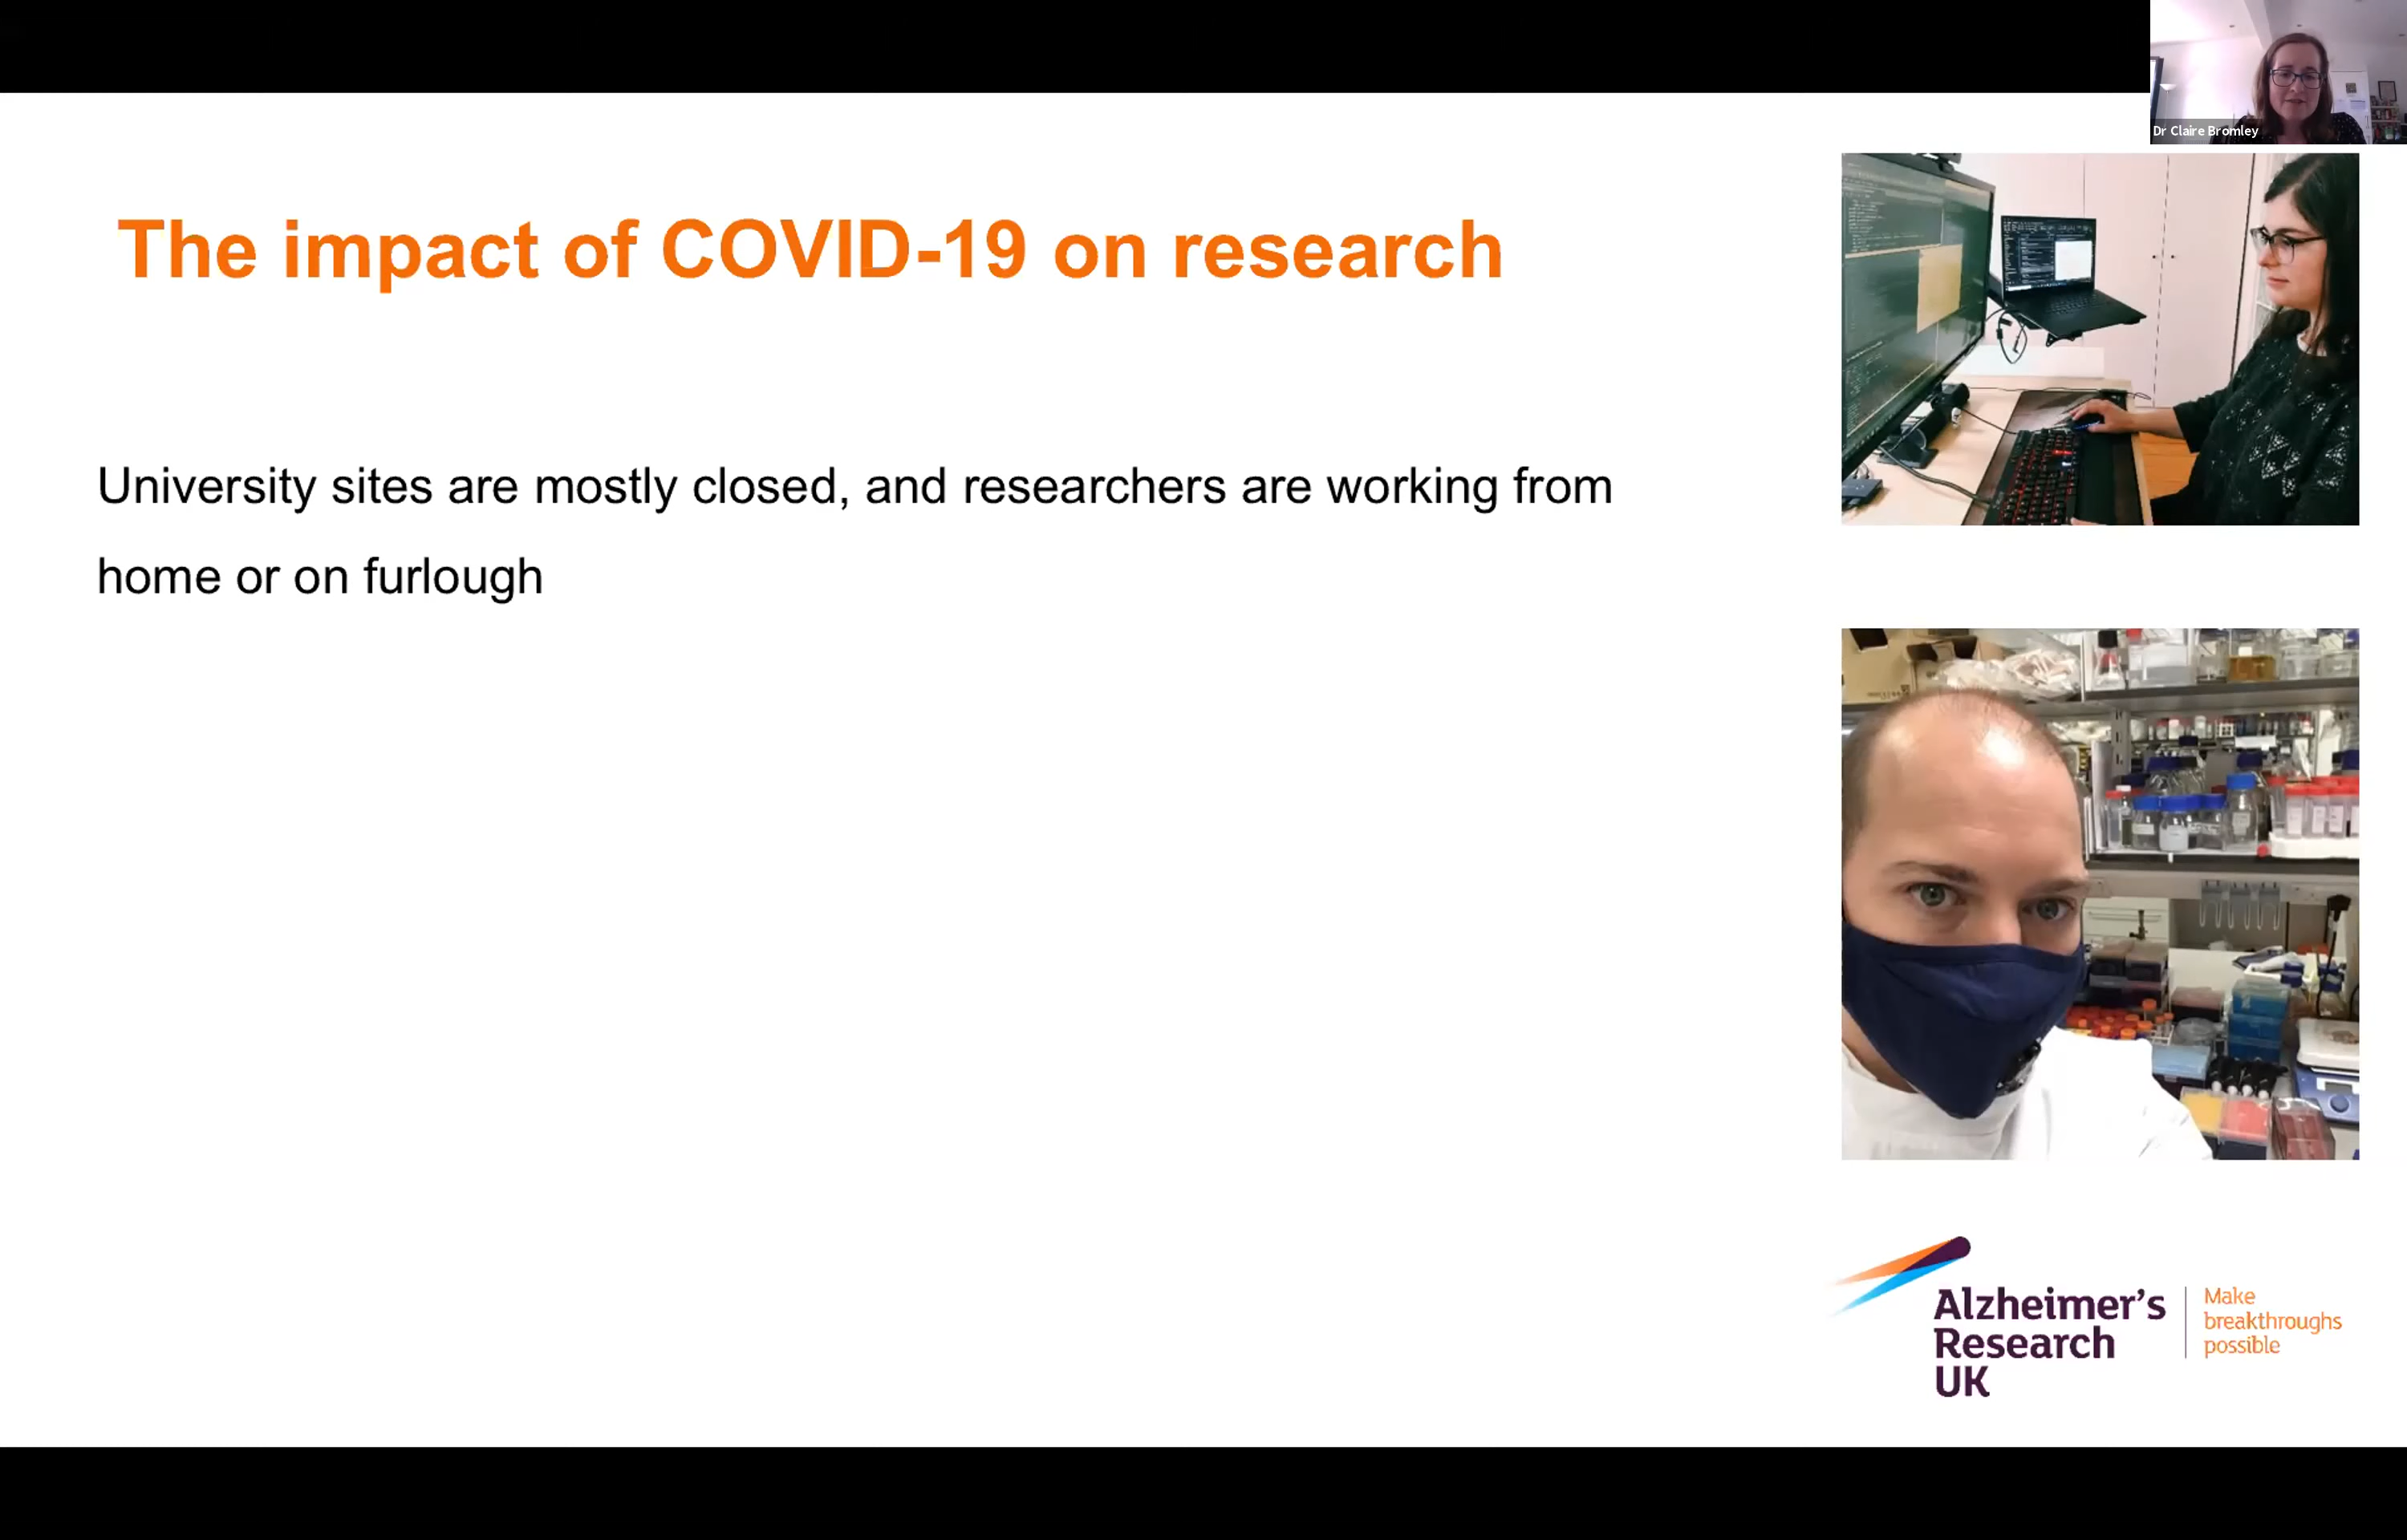 Dr Claire Bromley
The impact of COVID-19 on research
University sites are mostly closed, and researchers are working from
home or on furlough
Alzheimer's
Research
UK
Make
breakthroughs
possible